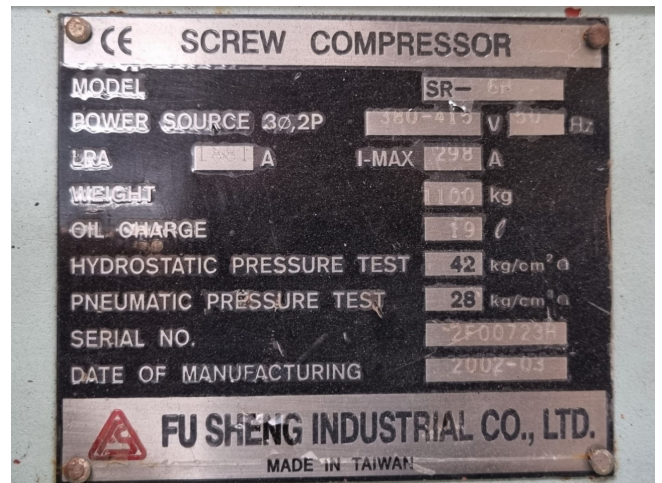 CE SCREW COMPRESSOR
MODEL SR-
POWER SOURCE 3ø,2P 380-415 V 50 Hz
LRA A I-MAX 298 A
WEIGHT 1100 kg
OIL CHARGE 19 ℓ
HYDROSTATIC PRESSURE TEST 42 kg/cm²G
PNEUMATIC PRESSURE TEST 28 kg/cm²G
SERIAL NO.
DATE OF MANUFACTURING 2002-03
FU SHENG INDUSTRIAL CO., LTD.
MADE IN TAIWAN